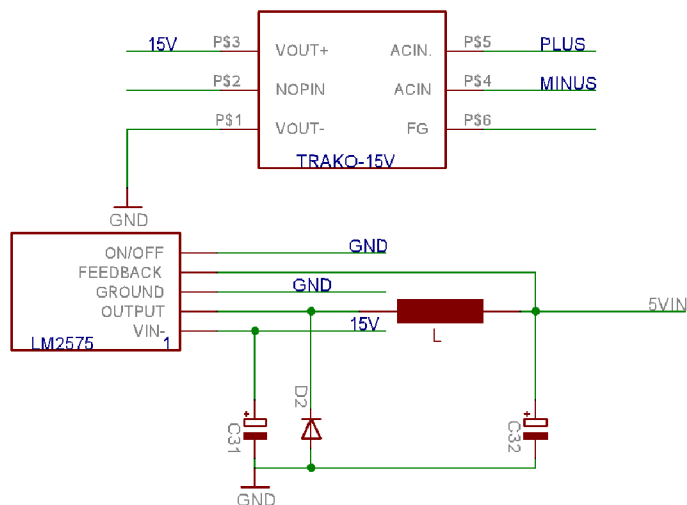 15V P$3 VOUT+ ACIN. P$5 PLUS
P$2 NOPIN ACIN P$4 MINUS
P$1 VOUT- FG P$6
TRAKO-15V
GND
ON/OFF GND
FEEDBACK
GROUND GND
OUTPUT 5VIN
VIN- 15V
LM2575 1 L
D2
+ C31 + C32
GND